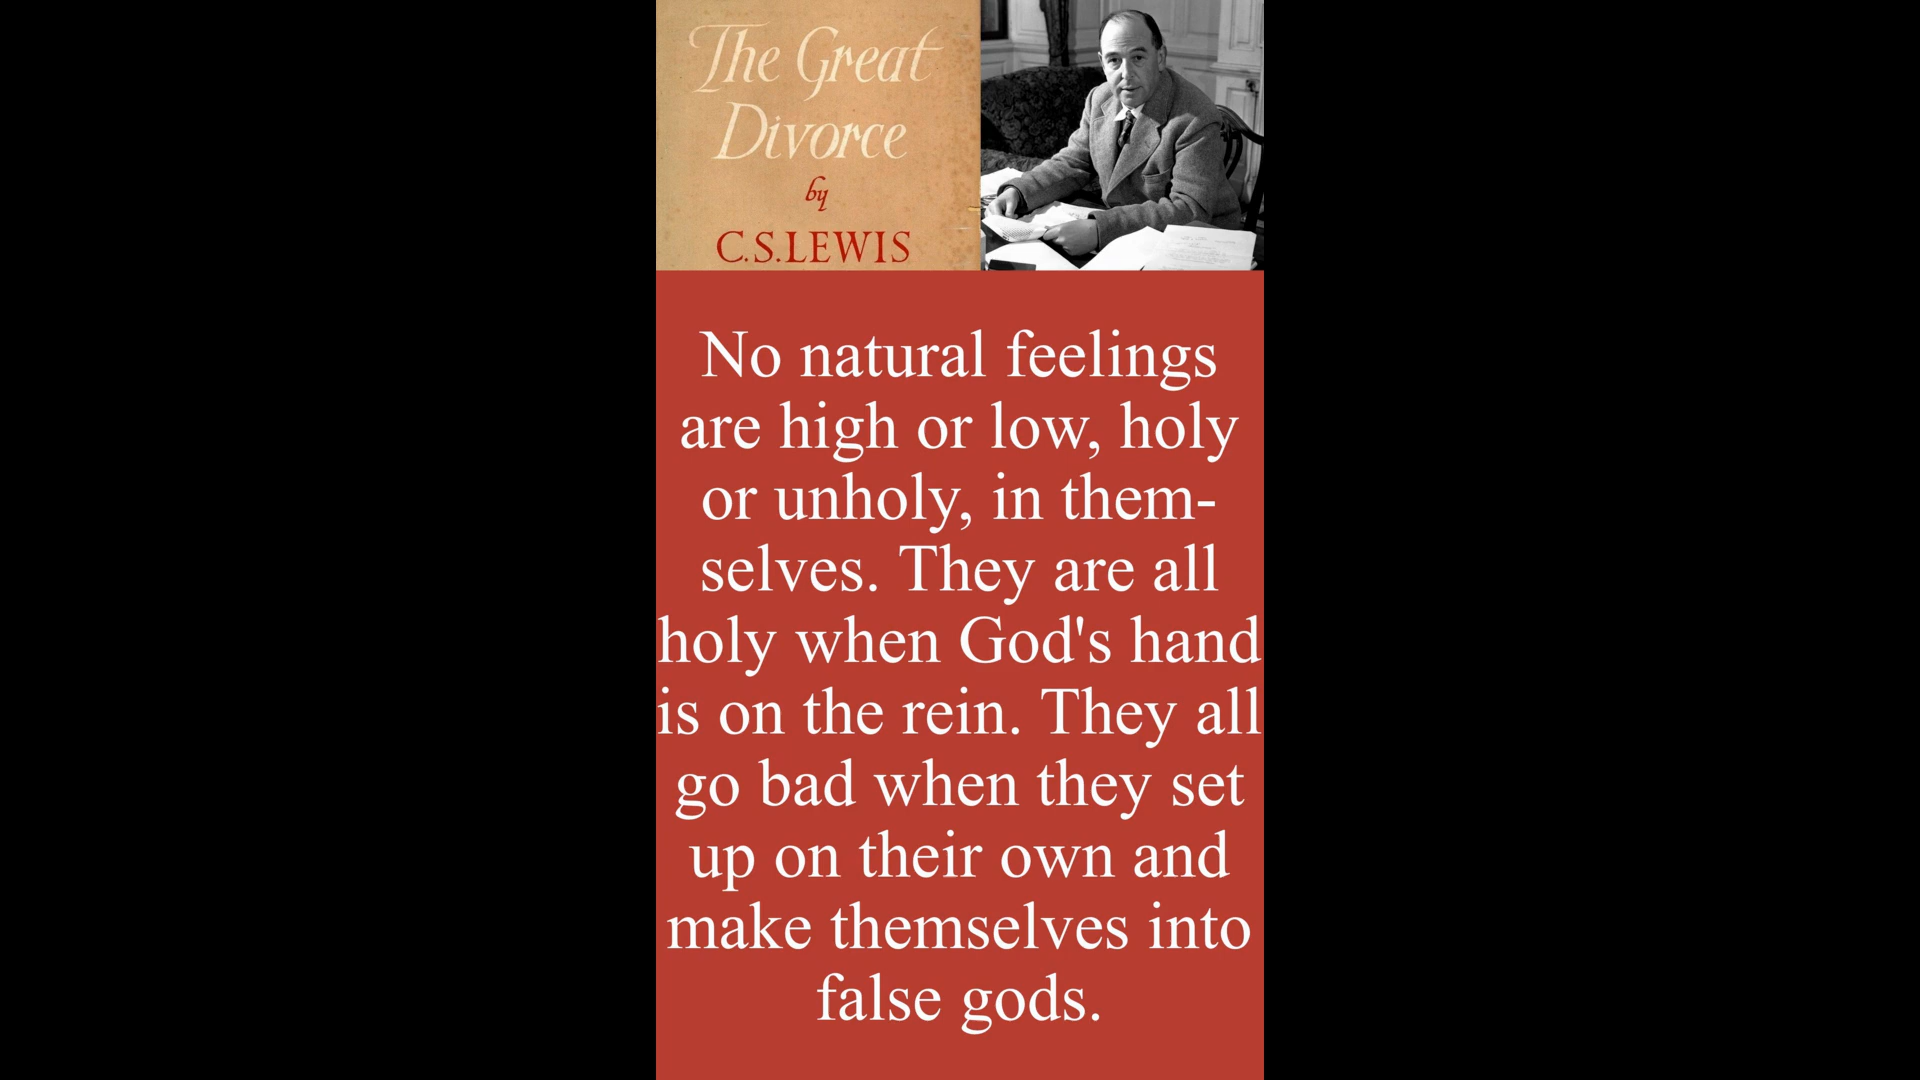 The Great
Divorce
by
C.S.LEWIS
No natural feelings
are high or low, holy
or unholy, in them-
selves. They are all
holy when God's hand
is on the rein. They all
go bad when they set
up on their own and
make themselves into
false gods.